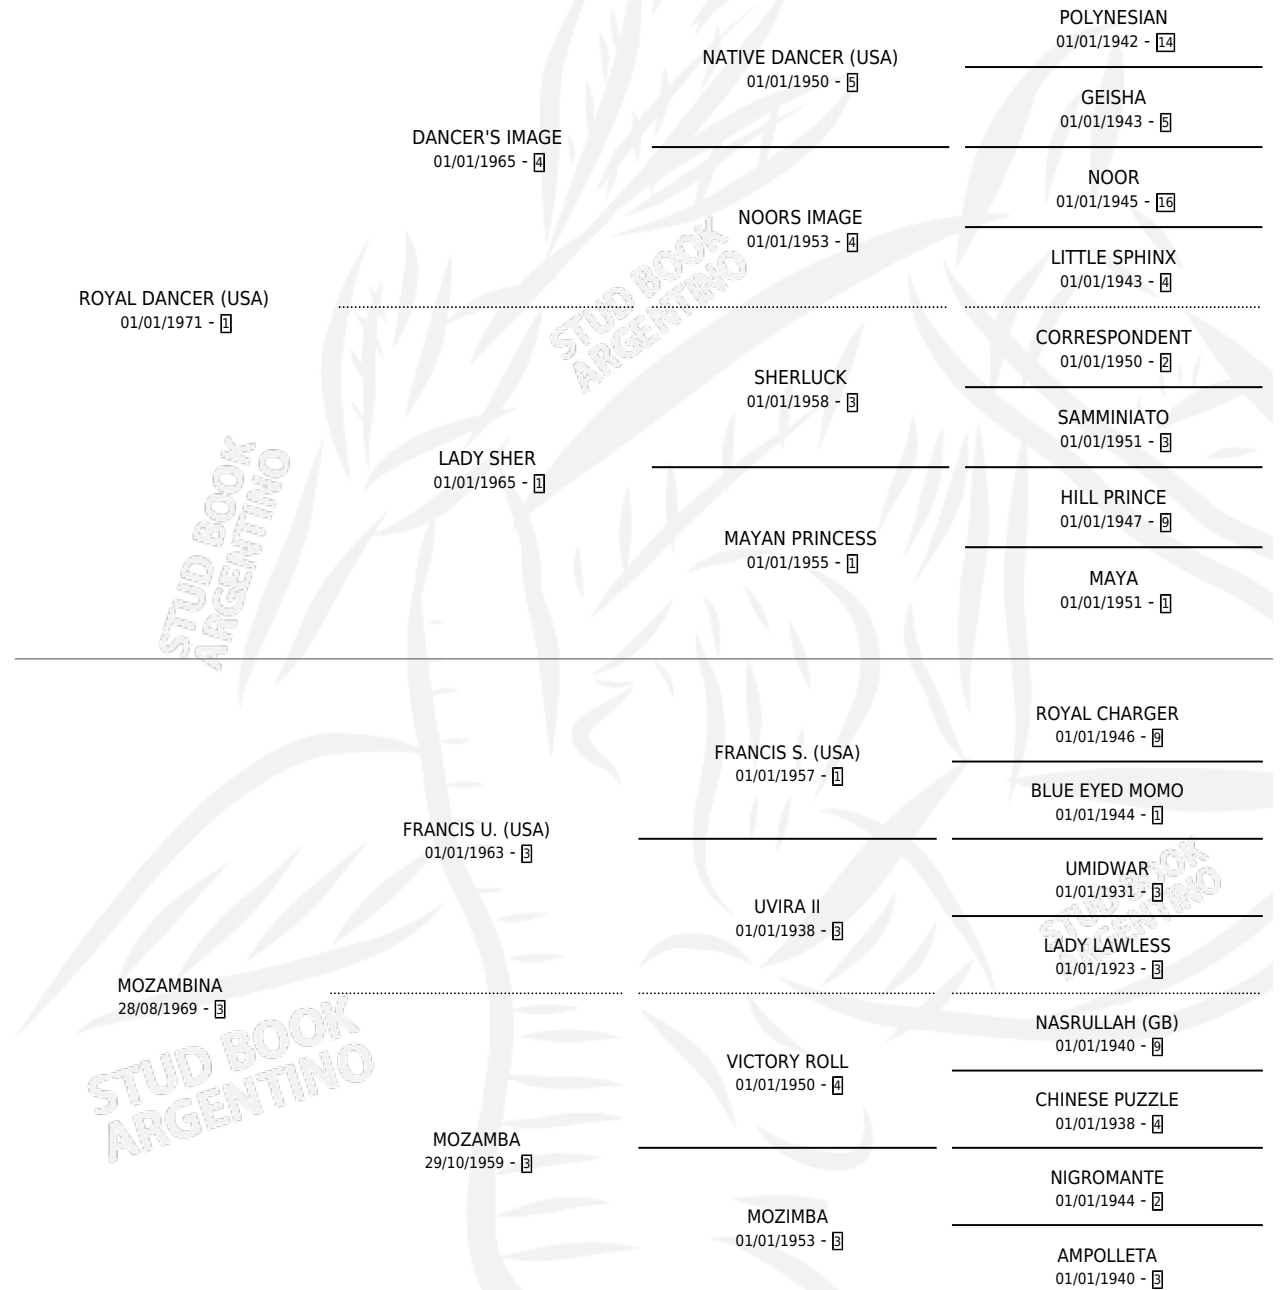 POLYNESIAN
01/01/1942 - 14
NATIVE DANCER (USA)
01/01/1950 - 5
GEISHA
01/01/1943 - 5
DANCER'S IMAGE
01/01/1965 - 4
NOOR
01/01/1945 - 16
NOORS IMAGE
01/01/1953 - 4
LITTLE SPHINX
01/01/1943 - 4
ROYAL DANCER (USA)
01/01/1971 - 1
STUD BOOK
ARGENTINO
CORRESPONDENT
01/01/1950 - 2
SHERLUCK
01/01/1958 - 3
SAMMINIATO
01/01/1951 - 3
LADY SHER
01/01/1965 - 1
HILL PRINCE
01/01/1947 - 9
MAYAN PRINCESS
01/01/1955 - 1
MAYA
01/01/1951 - 1
STUD BOOK
ARGENTINO
ROYAL CHARGER
01/01/1946 - 9
FRANCIS S. (USA)
01/01/1957 - 1
BLUE EYED MOMO
01/01/1944 - 1
FRANCIS U. (USA)
01/01/1963 - 3
UMIDWAR
01/01/1931 - 3
UVIRA II
01/01/1938 - 3
STUD BOOK
ARGENTINO
LADY LAWLESS
01/01/1923 - 3
MOZAMBINA
28/08/1969 - 3
NASRULLAH (GB)
01/01/1940 - 9
VICTORY ROLL
01/01/1950 - 4
CHINESE PUZZLE
01/01/1938 - 4
STUD BOOK
ARGENTINO
MOZAMBA
29/10/1959 - 3
NIGROMANTE
01/01/1944 - 2
MOZIMBA
01/01/1953 - 3
AMPOLLETA
01/01/1940 - 3